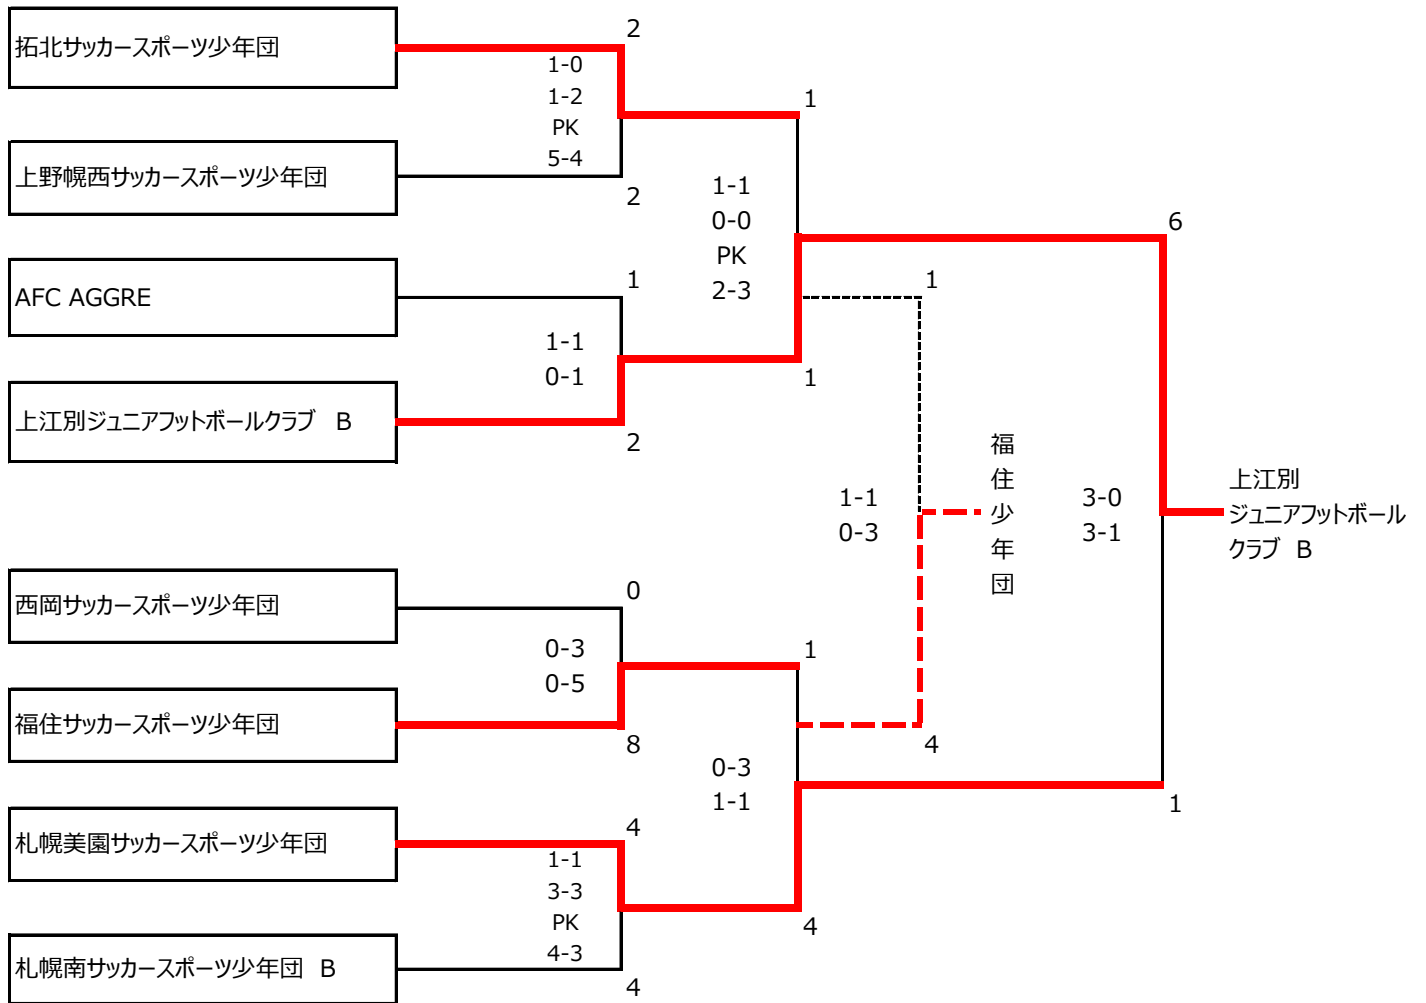 拓北サッカースポーツ少年団
2
1-0
1-2
PK
5-4
上野幌西サッカースポーツ少年団
2
1
1-1
0-0
PK
2-3
AFC AGGRE
1
1-1
0-1
上江別ジュニアフットボールクラブ B
2
1
6
1
1-1
0-3
福
住
少
年
団
3-0
3-1
上江別
ジュニアフットボール
クラブ B
西岡サッカースポーツ少年団
0
0-3
0-5
福住サッカースポーツ少年団
8
1
4
0-3
1-1
1
札幌美園サッカースポーツ少年団
4
1-1
3-3
PK
4-3
札幌南サッカースポーツ少年団 B
4
4